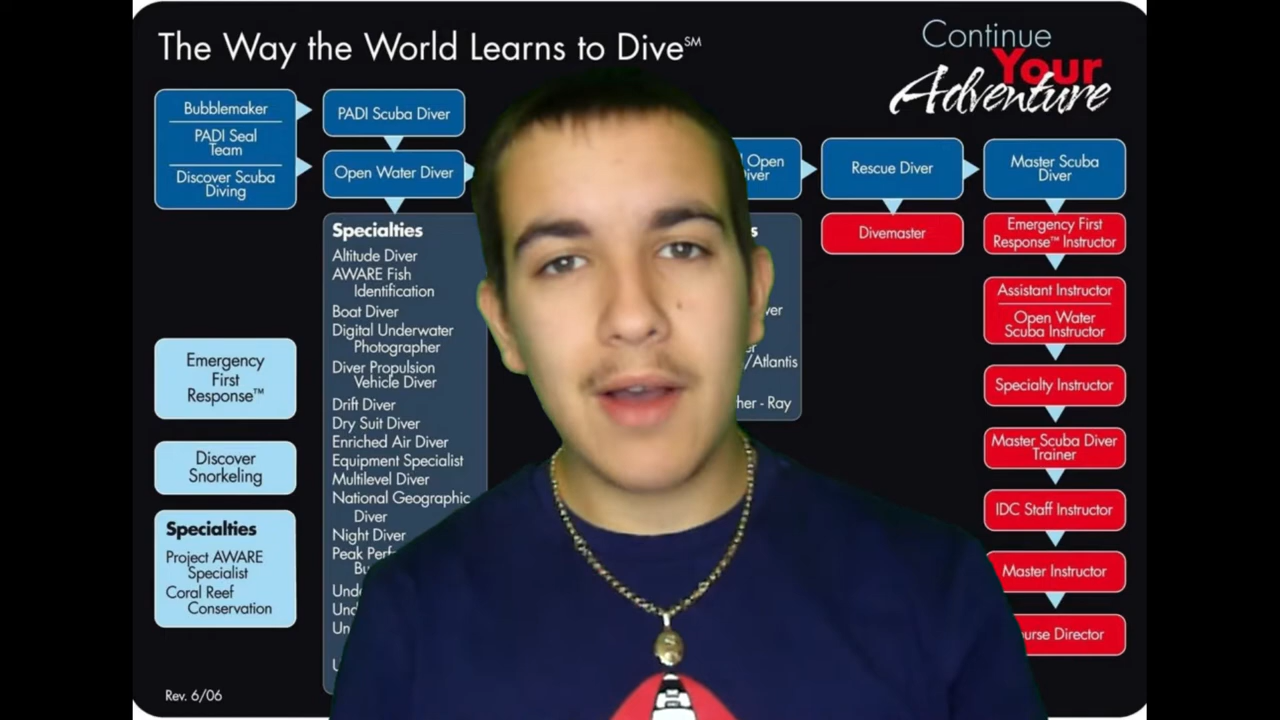 The Way the World Learns to Dive℠
Continue
Your
Adventure
Bubblemaker
PADI Seal
Team
Discover Scuba
Diving
PADI Scuba Diver
Open Water Diver
Open
Rescue Diver
Master Scuba
Diver
Divemaster
Emergency First
Response™ Instructor
Assistant Instructor
Open Water
Scuba Instructor
Specialty Instructor
Master Scuba Diver
Trainer
IDC Staff Instructor
Master Instructor
Director
Specialties
Altitude Diver
AWARE Fish
Identification
Boat Diver
Digital Underwater
Photographer
Diver Propulsion
Vehicle Diver
Drift Diver
Dry Suit Diver
Enriched Air Diver
Equipment Specialist
Multilevel Diver
National Geographic
Diver
Night Diver
Peak
/Atlantis
- Ray
Emergency
First
Response™
Discover
Snorkeling
Specialties
Project AWARE
Specialist
Coral Reef
Conservation
Rev. 6/06